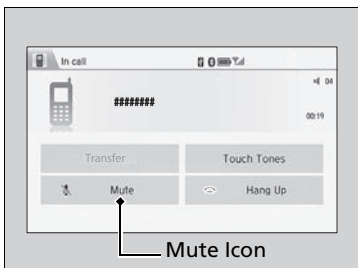 In call
04
########
00:19
Transfer
Touch Tones
Mute
Hang Up
Mute Icon